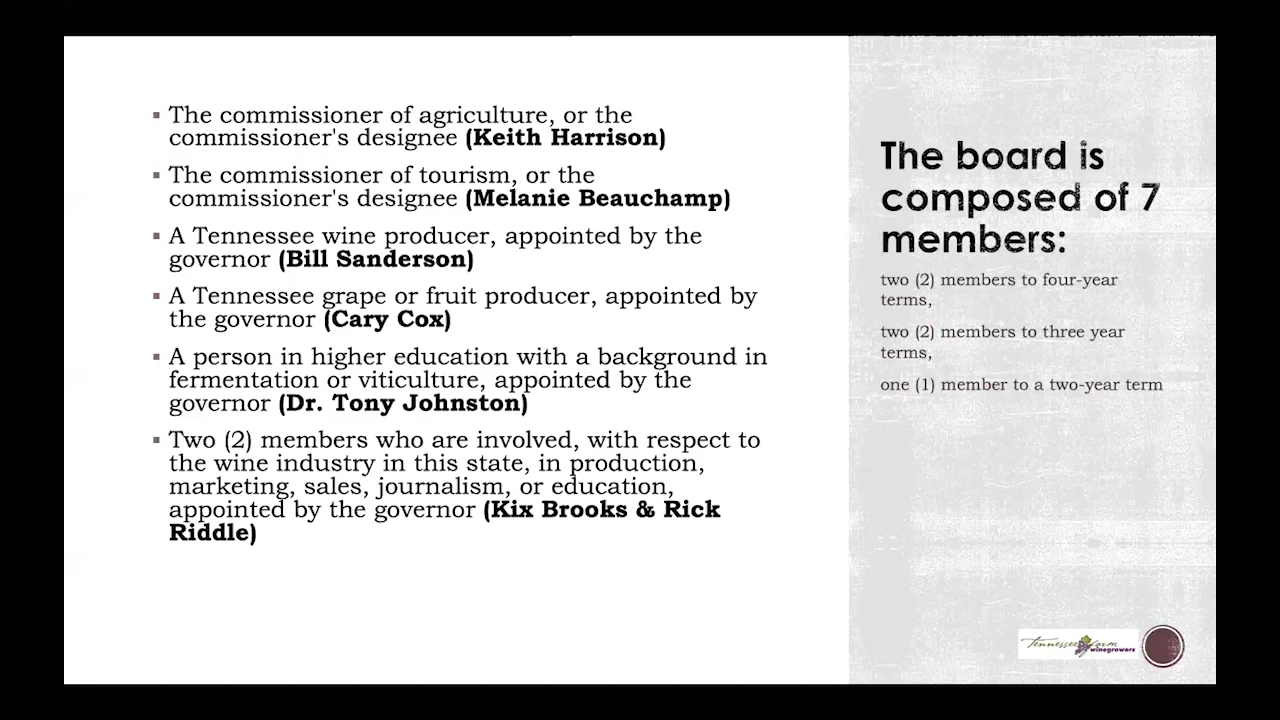 ▪ The commissioner of agriculture, or the
commissioner's designee (Keith Harrison)
▪ The commissioner of tourism, or the
commissioner's designee (Melanie Beauchamp)
▪ A Tennessee wine producer, appointed by the
governor (Bill Sanderson)
▪ A Tennessee grape or fruit producer, appointed by
the governor (Cary Cox)
▪ A person in higher education with a background in
fermentation or viticulture, appointed by the
governor (Dr. Tony Johnston)
▪ Two (2) members who are involved, with respect to
the wine industry in this state, in production,
marketing, sales, journalism, or education,
appointed by the governor (Kix Brooks & Rick
Riddle)
The board is
composed of 7
members:
two (2) members to four-year
terms,
two (2) members to three year
terms,
one (1) member to a two-year term
Tennessee Farm
winegrowers